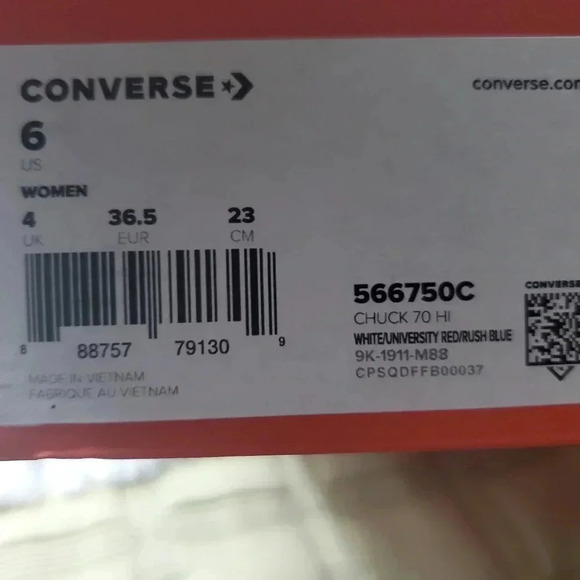 CONVERSE
converse.com
6
US
WOMEN
4 36.5 23
UK EUR CM
8 88757 79130 9
MADE IN VIETNAM
FABRIQUE AU VIETNAM
566750C
CHUCK 70 HI
WHITE/UNIVERSITY RED/RUSH BLUE
9K-1911-M88
CPSQDFFB00037
CONVERSE